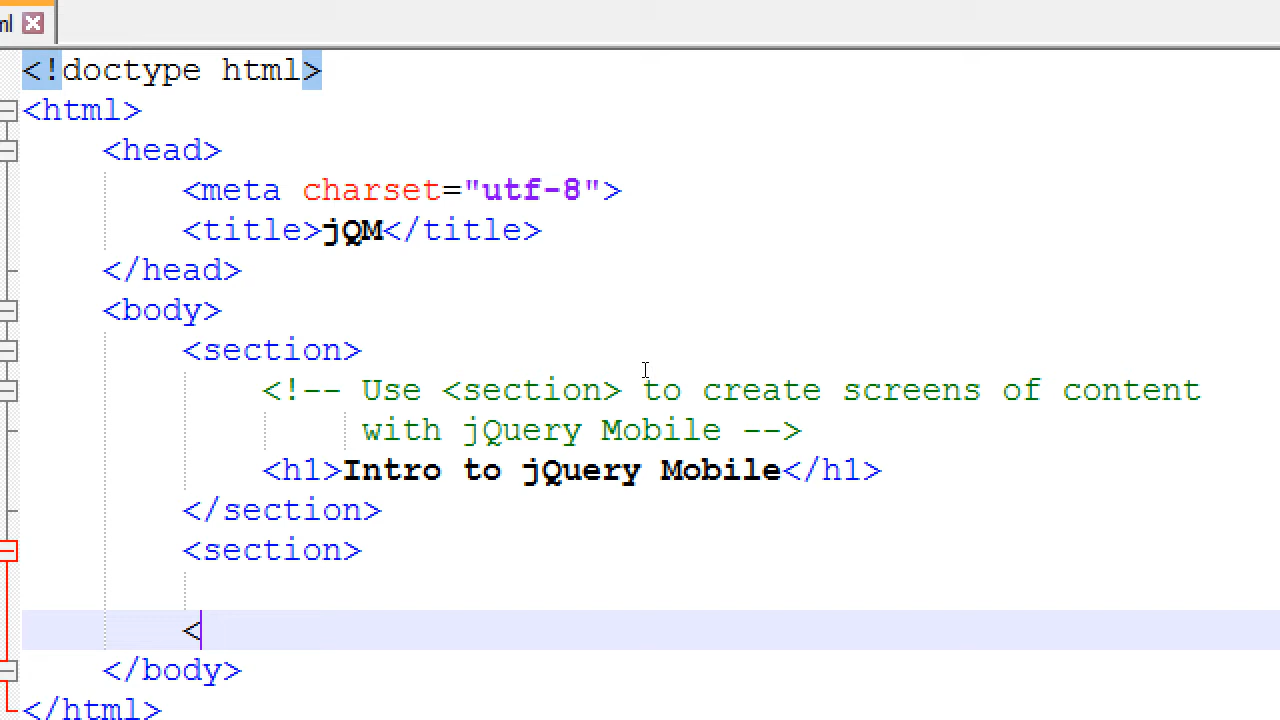 ml
<!doctype html>
<html>
<head>
<meta charset="utf-8">
<title>jQM</title>
</head>
<body>
<section>
<!-- Use <section> to create screens of content
with jQuery Mobile -->
<h1>Intro to jQuery Mobile</h1>
</section>
<section>
<
</body>
</html>